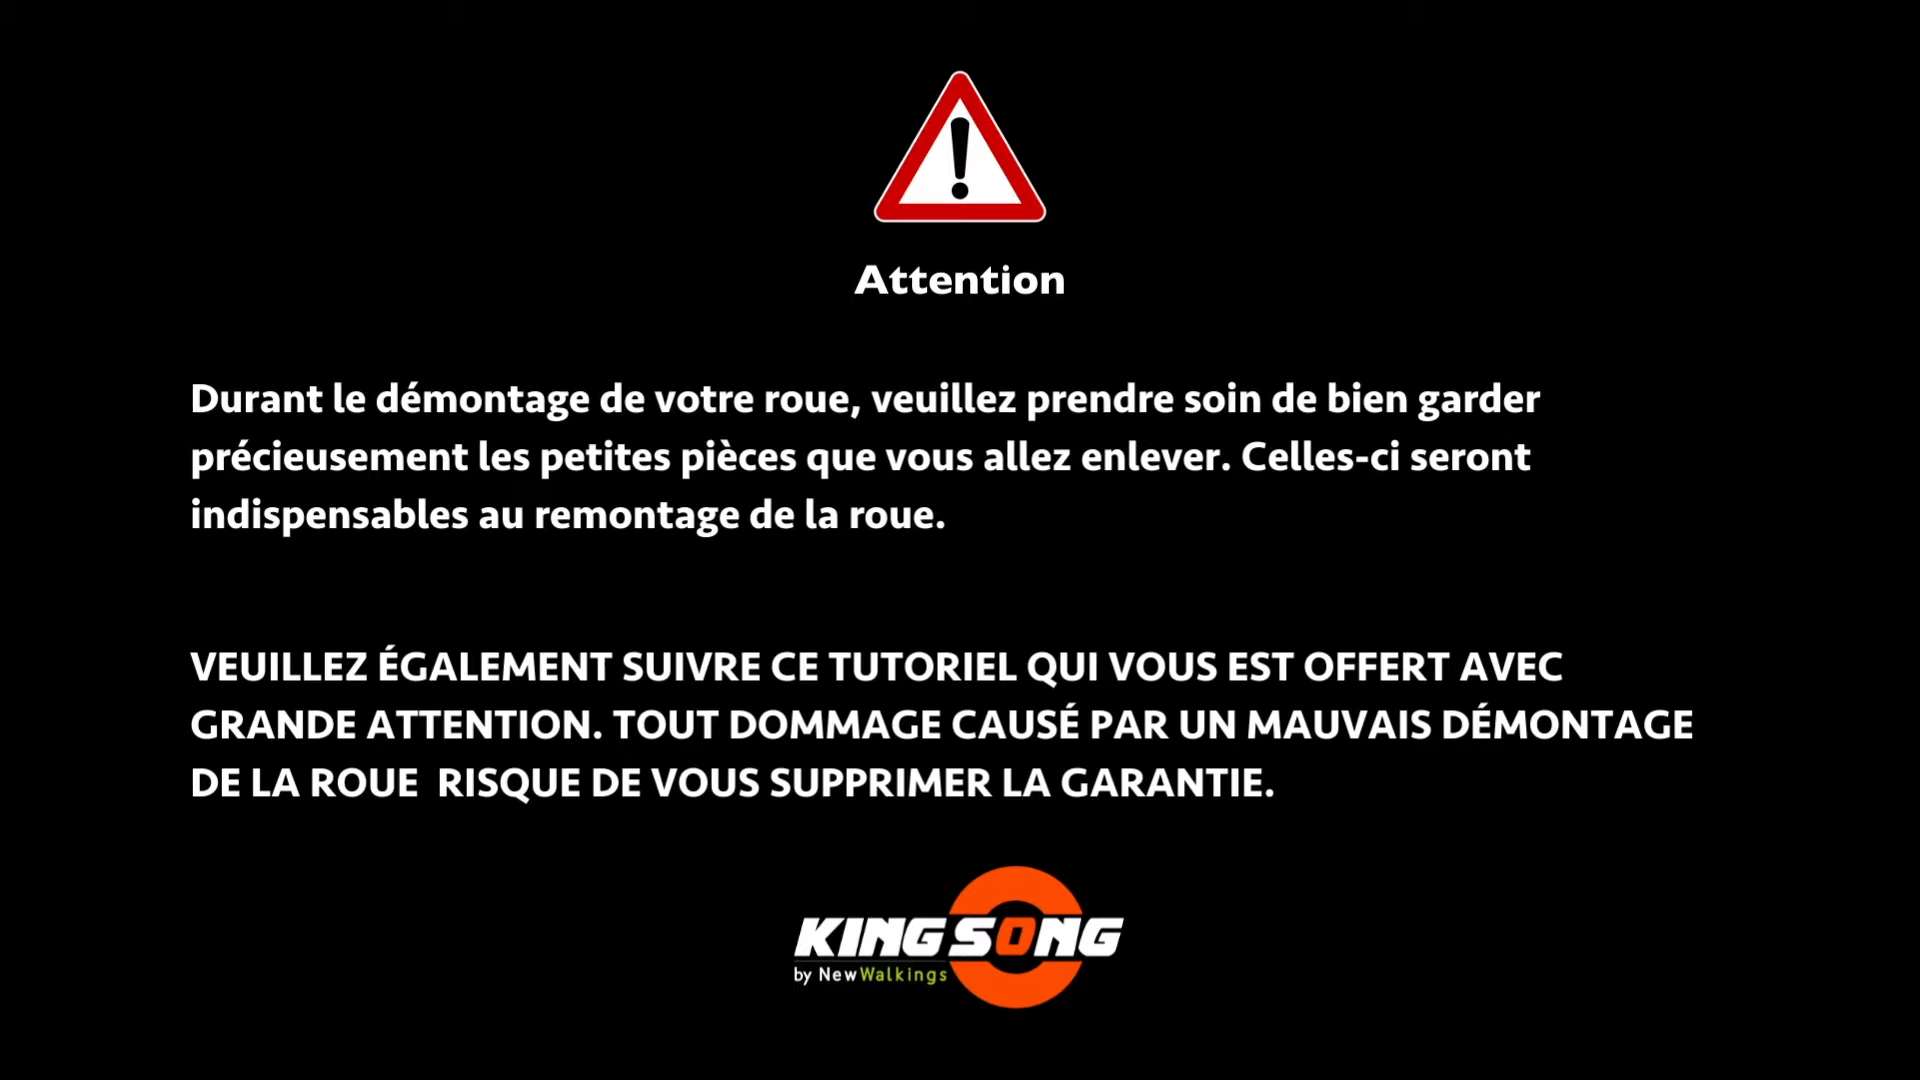 Attention
Durant le démontage de votre roue, veuillez prendre soin de bien garder
précieusement les petites pièces que vous allez enlever. Celles-ci seront
indispensables au remontage de la roue.
VEUILLEZ ÉGALEMENT SUIVRE CE TUTORIEL QUI VOUS EST OFFERT AVEC
GRANDE ATTENTION. TOUT DOMMAGE CAUSÉ PAR UN MAUVAIS DÉMONTAGE
DE LA ROUE  RISQUE DE VOUS SUPPRIMER LA GARANTIE.
KINGSONG
by NewWalkings